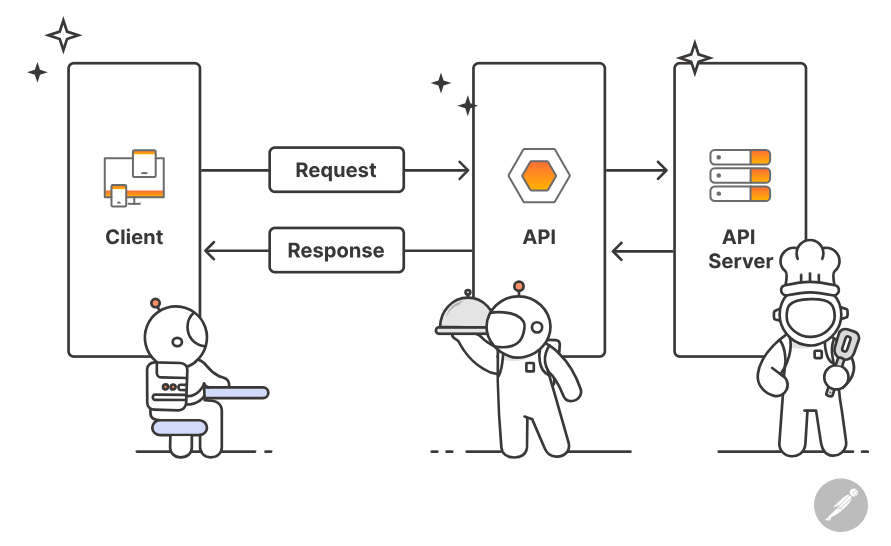 Request
Client
Response
API
API
Server